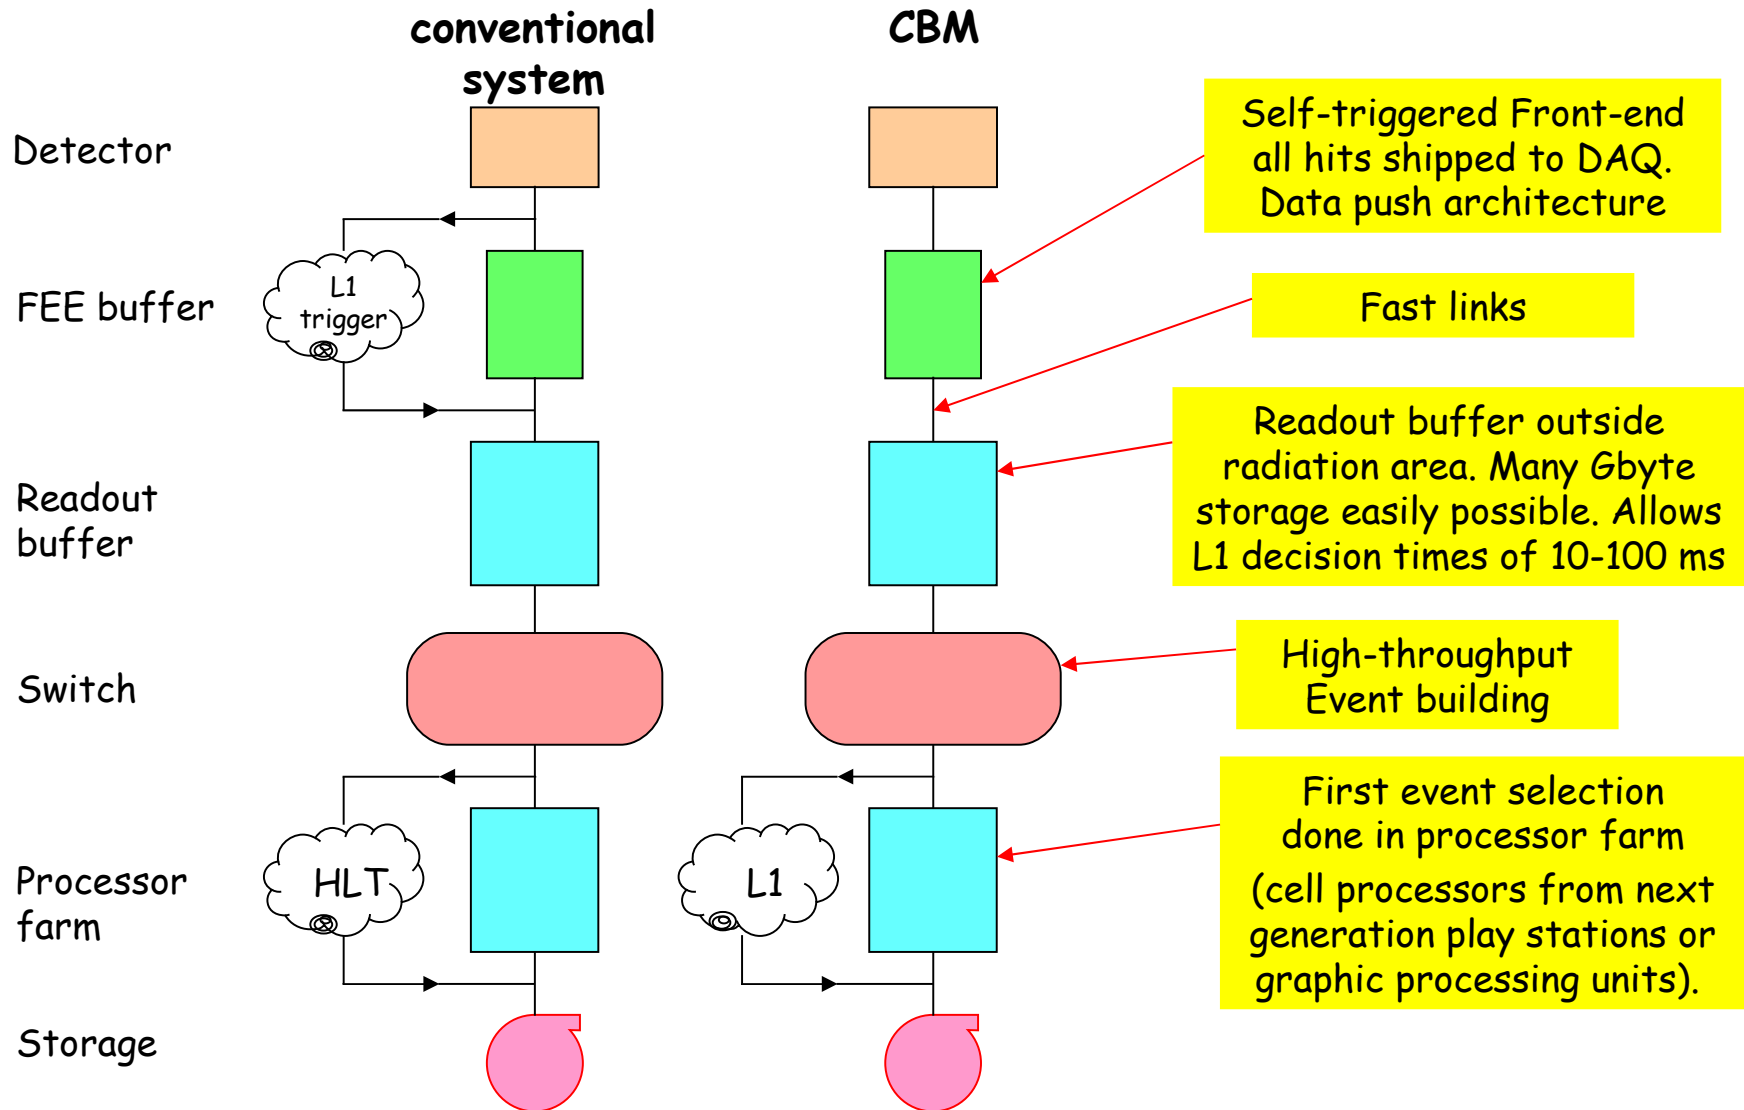 conventional
system
CBM
Detector
FEE buffer
Readout
buffer
Switch
Processor
farm
Storage
L1
trigger
HLT
L1
Self-triggered Front-end
all hits shipped to DAQ.
Data push architecture
Fast links
Readout buffer outside
radiation area. Many Gbyte
storage easily possible. Allows
L1 decision times of 10-100 ms
High-throughput
Event building
First event selection
done in processor farm
(cell processors from next
generation play stations or
graphic processing units).